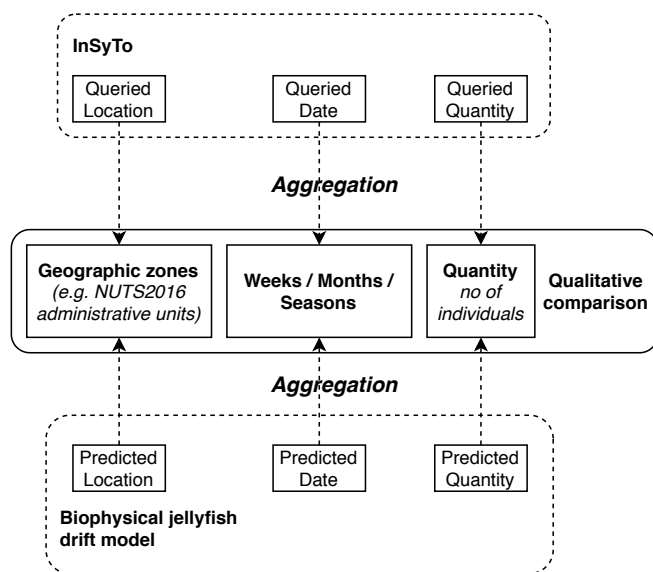 InSyTo
Queried
Location
Queried
Date
Queried
Quantity
Aggregation
Geographic zones
(e.g. NUTS2016
administrative units)
Weeks / Months /
Seasons
Quantity
no of
individuals
Qualitative
comparison
Aggregation
Predicted
Location
Predicted
Date
Predicted
Quantity
Biophysical jellyfish
drift model